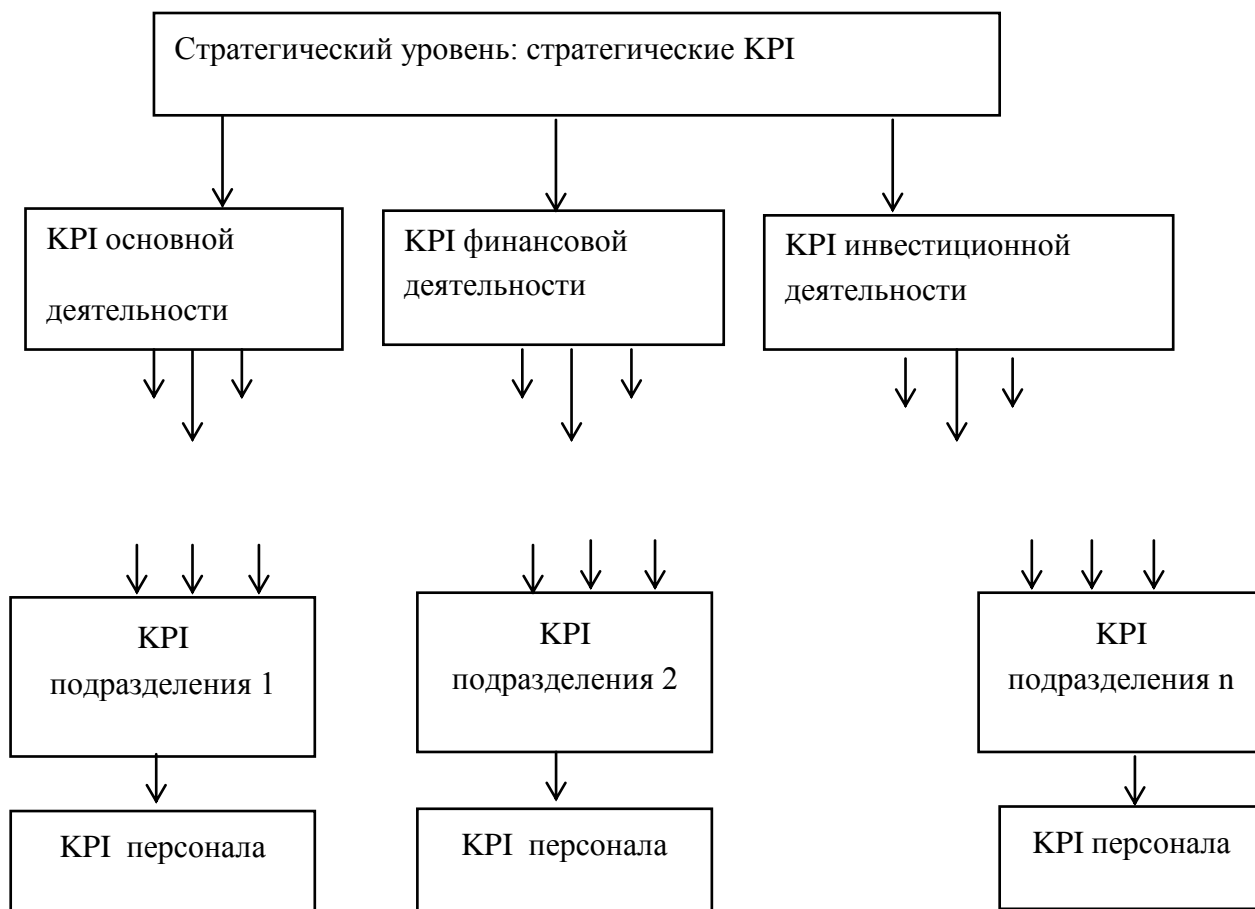 Стратегический уровень: стратегические KPI
KPI основной
деятельности
KPI финансовой
деятельности
KPI инвестиционной
деятельности
KPI
подразделения 1
KPI
подразделения 2
KPI
подразделения n
KPI персонала
KPI персонала
KPI персонала